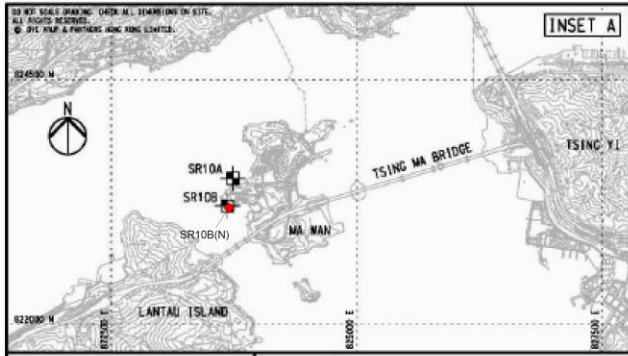 DO NOT SCALE DRAWING. CHECK ALL DIMENSIONS ON SITE.
ALL RIGHTS RESERVED.
© OVE ARUP & PARTNERS HONG KONG LIMITED.
INSET A
824500 N
N
TSING YI
TSING MA BRIDGE
SR10A
SR10B
SR10B(N)
MA WAN
LANTAU ISLAND
822000 N
822500 E
825000 E
827500 E